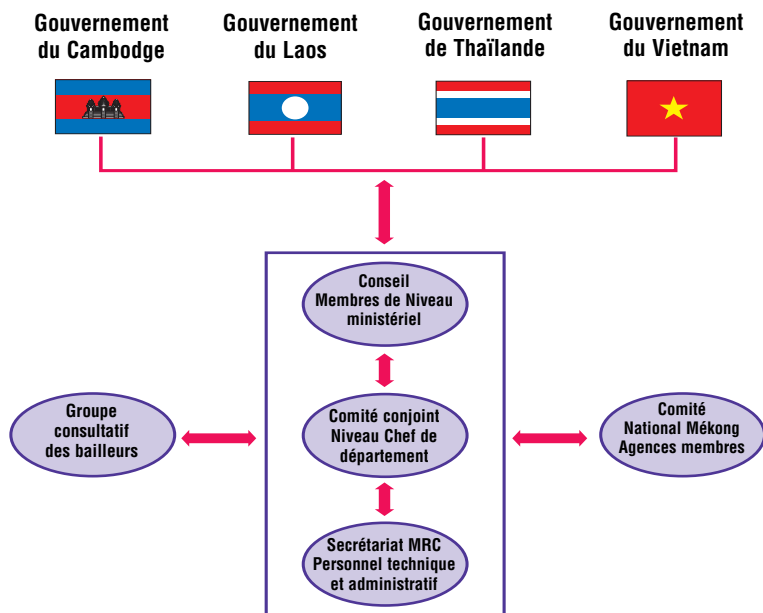 Gouvernement
du Cambodge
Gouvernement
du Laos
Gouvernement
de Thaïlande
Gouvernement
du Vietnam
Conseil
Membres de Niveau
ministériel
Groupe
consultatif
des bailleurs
Comité conjoint
Niveau Chef de
département
Comité
National Mékong
Agences membres
Secrétariat MRC
Personnel technique
et administratif